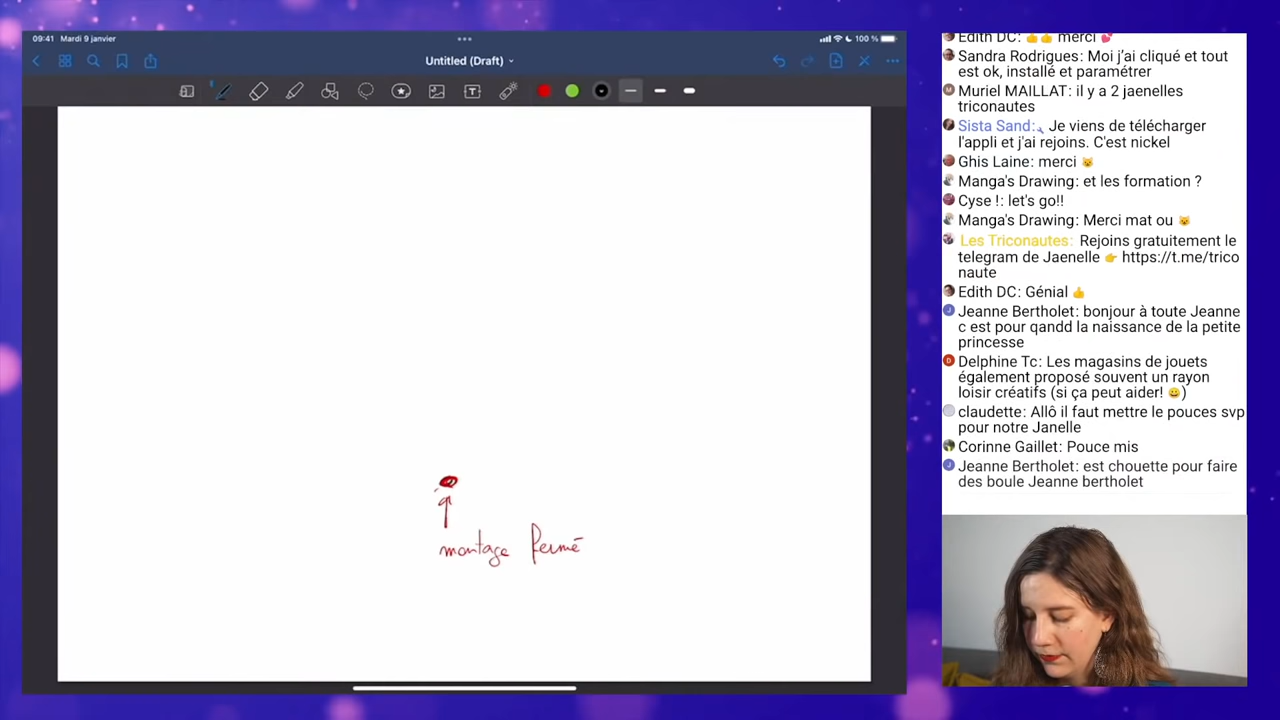 09:41 Mardi 9 janvier
100 %
Untitled (Draft)
montage fermé
Edith DC: 👍👍 merci 💕
Sandra Rodrigues: Moi j’ai cliqué et tout
est ok, installé et paramétrer
Muriel MAILLAT: il y a 2 jaenelles
triconautes
Sista Sand: Je viens de télécharger
l'appli et j'ai rejoins. C'est nickel
Ghis Laine: merci 😺
Manga's Drawing: et les formation ?
Cyse !: let's go!!
Manga's Drawing: Merci mat ou 😺
Les Triconautes: Rejoins gratuitement le
telegram de Jaenelle 👉 https://t.me/trico
naute
Edith DC: Génial 👍
Jeanne Bertholet: bonjour à toute Jeanne
c est pour qandd la naissance de la petite
princesse
Delphine Tc: Les magasins de jouets
également proposé souvent un rayon
loisir créatifs (si ça peut aider! 😀)
claudette: Allô il faut mettre le pouces svp
pour notre Janelle
Corinne Gaillet: Pouce mis
Jeanne Bertholet: est chouette pour faire
des boule Jeanne bertholet